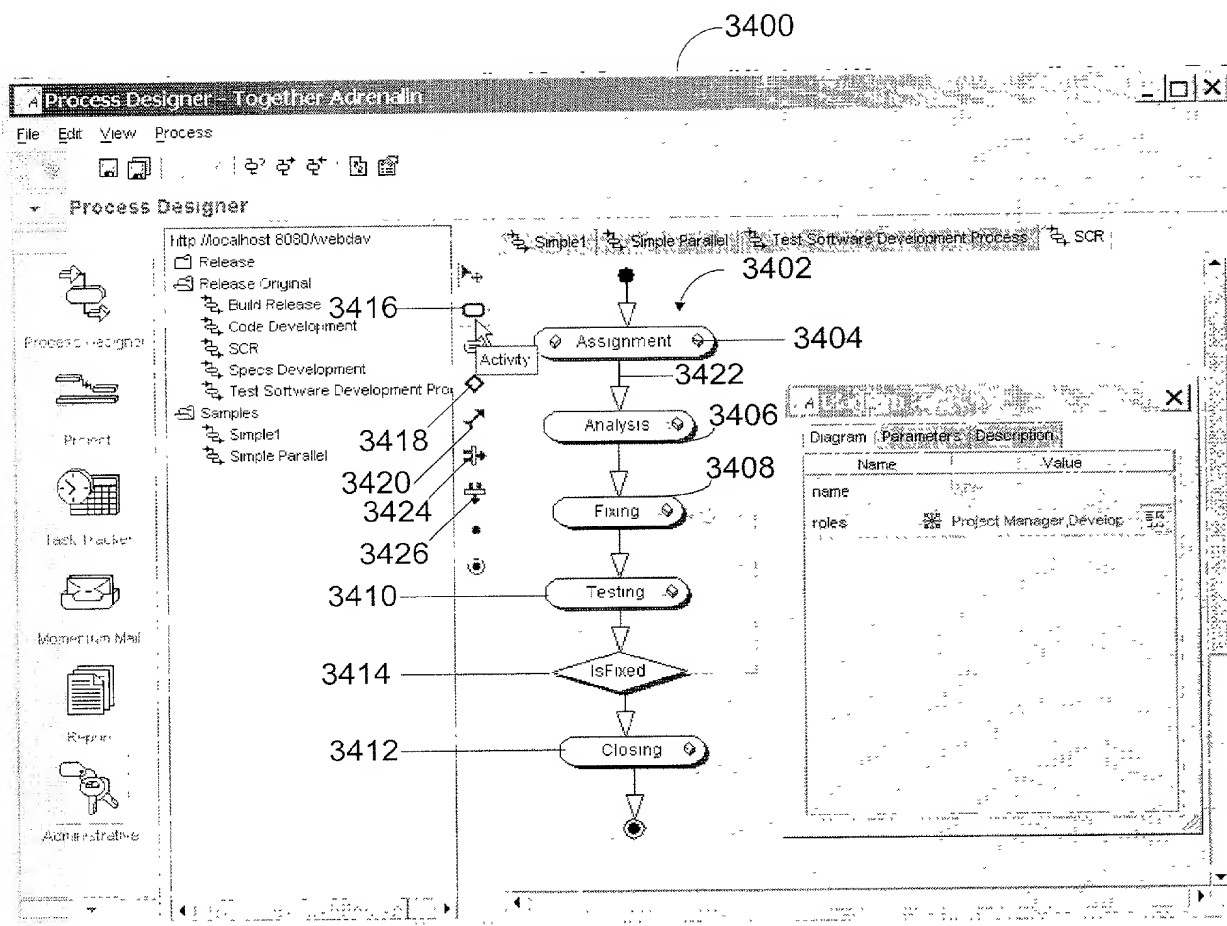 3400
Process Designer - Together Adrenalin
File Edit View Process
Process Designer
http //localhost 8080/webdav
Release
Release Original
Build Release
Code Development
SCR
Specs Development
Test Software Development Pro
Samples
Simple1
Simple Parallel
Process Designer
Project
Task Tracker
Momentum Mail
Report
Administrative
3416
Activity
3418
3420
3424
3426
Simple1
Simple Parallel
Test Software Development Process
SCR
3402
Assignment
3404
3422
Analysis
3406
Fixing
3408
Testing
3410
IsFixed
3414
Closing
3412
Diagram Parameters Description
Name Value
name
roles Project Manager,Develop